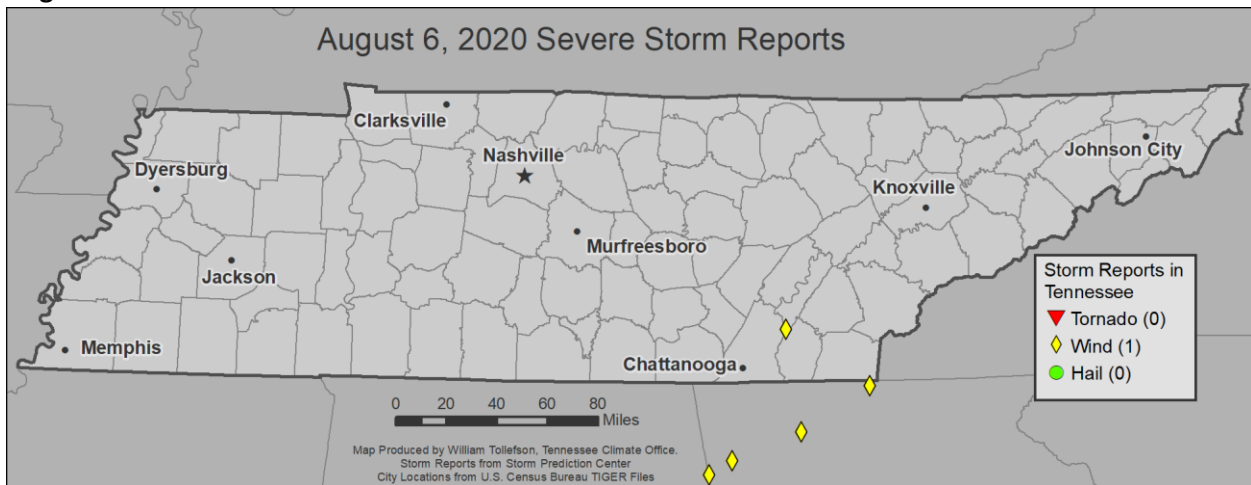 August 6, 2020 Severe Storm Reports
Clarksville
Nashville
Dyersburg
Johnson City
Knoxville
Murfreesboro
Jackson
Memphis
Chattanooga
Storm Reports in
Tennessee
Tornado (0)
Wind (1)
Hail (0)
0 20 40 60 80
Miles
Map Produced by William Tollefson, Tennessee Climate Office.
Storm Reports from Storm Prediction Center
City Locations from U.S. Census Bureau TIGER Files